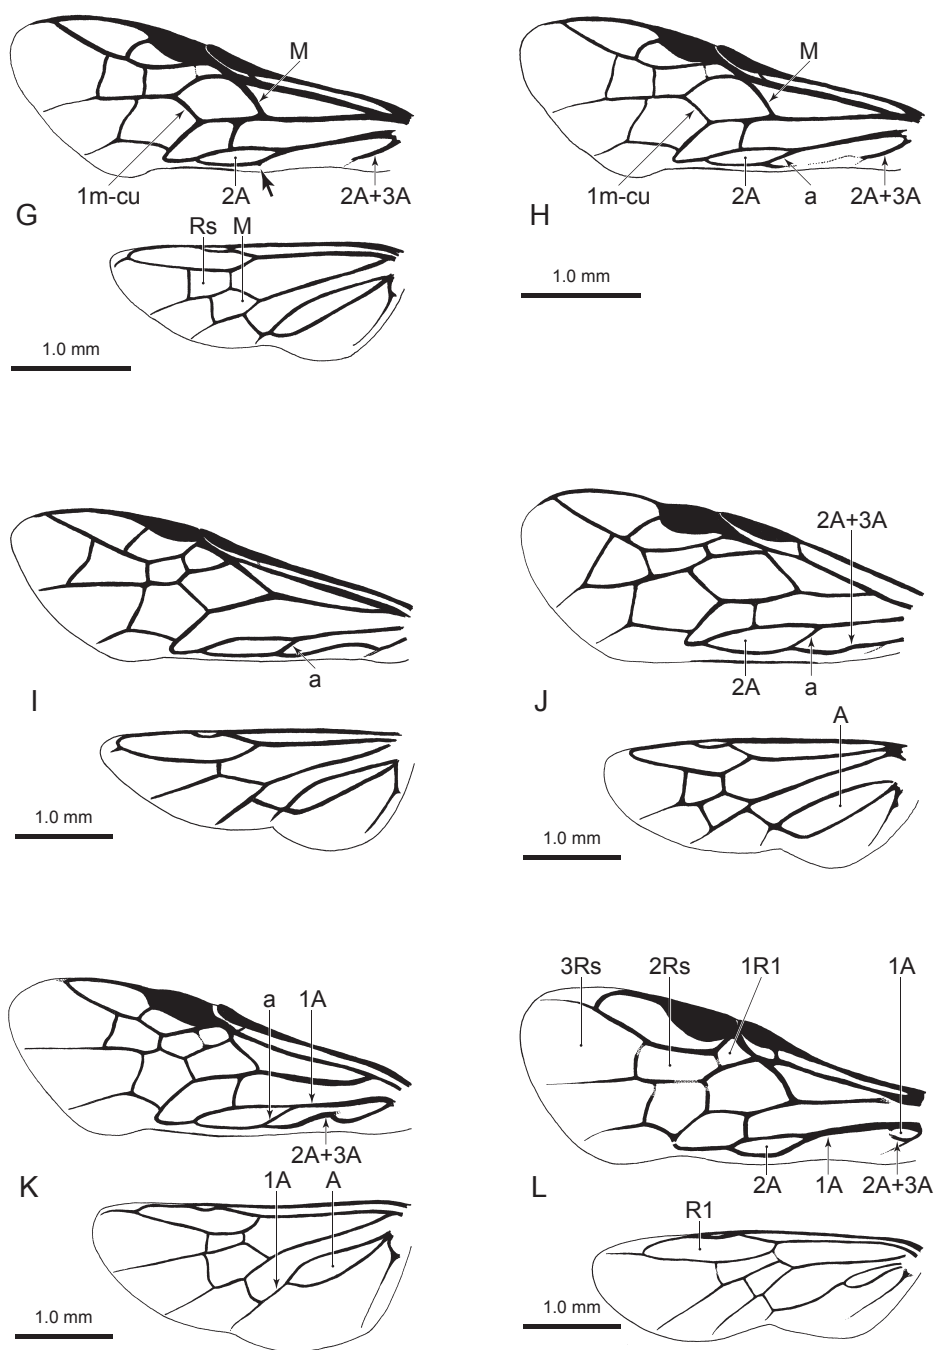 M
1m-cu 2A 2A+3A
G
Rs M
1.0 mm
M
1m-cu 2A a 2A+3A
H
1.0 mm
a
I
1.0 mm
2A+3A
2A a
J
A
1.0 mm
a 1A
2A+3A
K
1A A
1.0 mm
3Rs 2Rs 1R1 1A
2A 1A 2A+3A
L
R1
1.0 mm